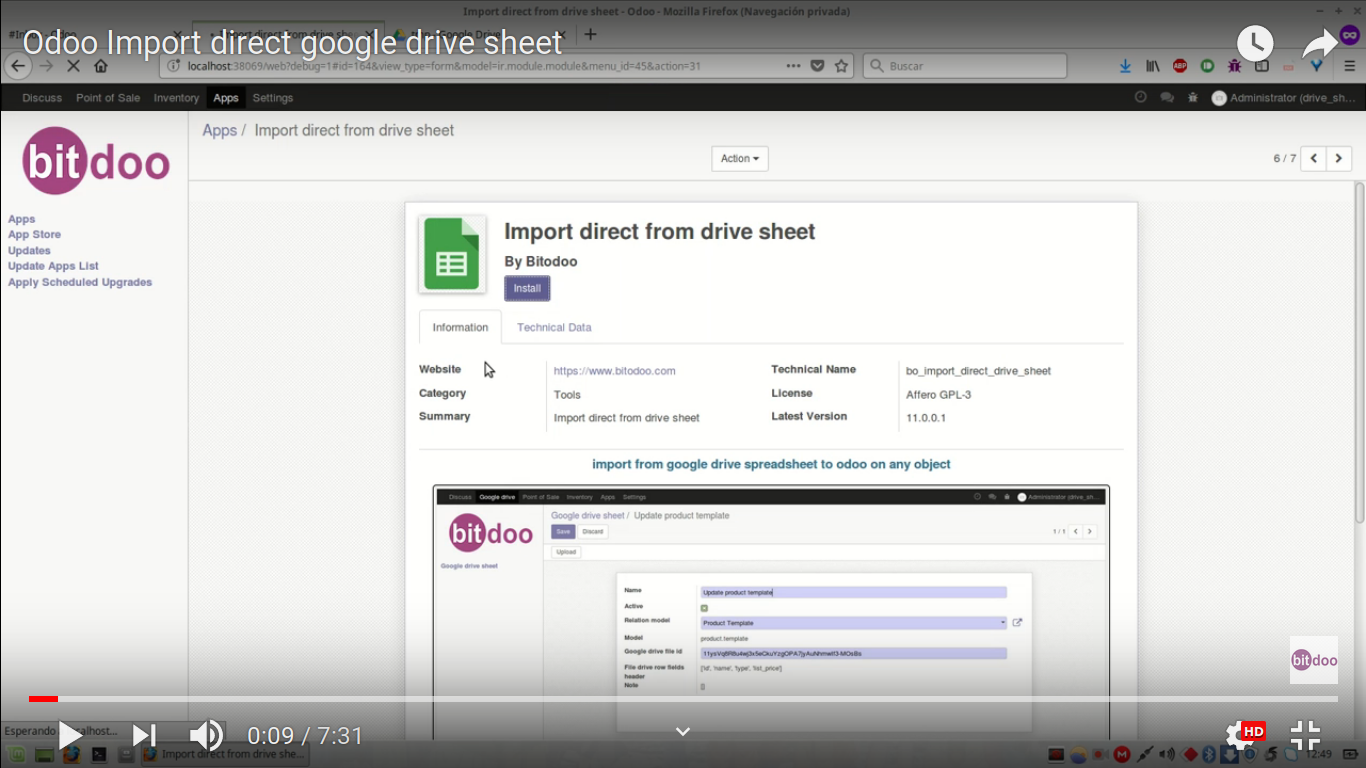 Import direct from drive sheet - Odoo - Mozilla Firefox (Navegación privada)
Odoo Import direct google drive sheet
localhost:38069/web?debug=1#id=164&view_type=form&model=ir.module.module&menu_id=45&action=31
Buscar
ABP
Discuss Point of Sale Inventory Apps Settings
Administrator (drive_sh...
bitdoo
Apps / Import direct from drive sheet
Action
6 / 7
Apps
App Store
Updates
Update Apps List
Apply Scheduled Upgrades
Import direct from drive sheet
By Bitodoo
Install
Information Technical Data
Website https://www.bitodoo.com Technical Name bo_import_direct_drive_sheet
Category Tools License Affero GPL-3
Summary Import direct from drive sheet Latest Version 11.0.0.1
import from google drive spreadsheet to odoo on any object
Discuss Google drive Point of Sale Inventory Apps Settings
Administrator (drive_sh...
bitdoo
Google drive sheet / Update product template
Save Discard
1 / 1
Upload
Google drive sheet
Name Update product template
Active
Relation model Product Template
Model product.template
Google drive file id
File drive row fields header ['id', 'name', 'type', 'list_price']
Note []
bitdoo
0:09 / 7:31
HD
Import direct from drive she...
12:49